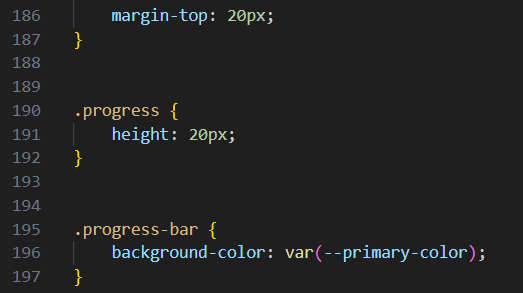 186 margin-top: 20px;
187 }
188
189
190 .progress {
191 height: 20px;
192 }
193
194
195 .progress-bar {
196 background-color: var(--primary-color);
197 }